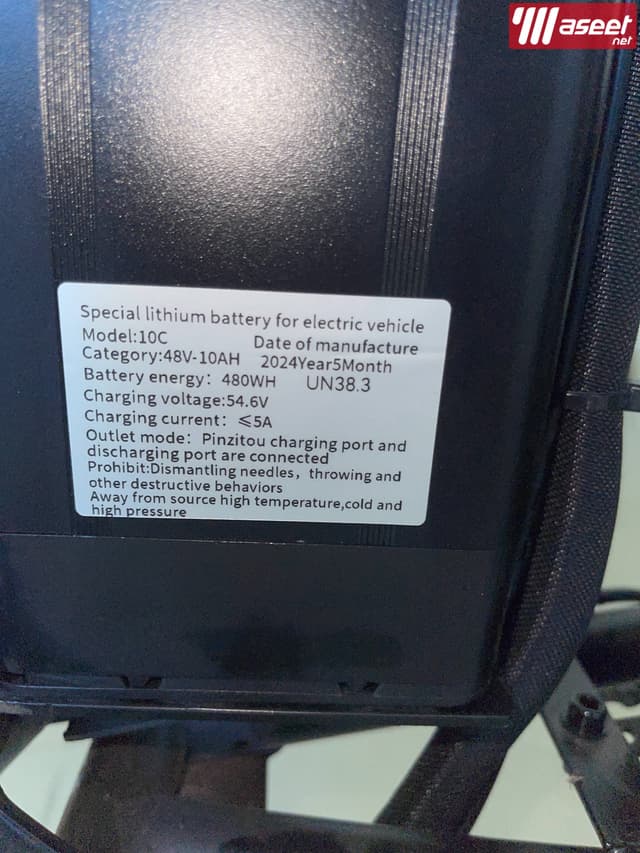 Maseet
net
Special lithium battery for electric vehicle
Model:10C Date of manufacture
Category:48V-10AH 2024Year5Month
Battery energy: 480WH UN38.3
Charging voltage:54.6V
Charging current: ≤5A
Outlet mode: Pinzitou charging port and
discharging port are connected
Prohibit:Dismantling needles, throwing and
other destructive behaviors
Away from source high temperature,cold and
high pressure